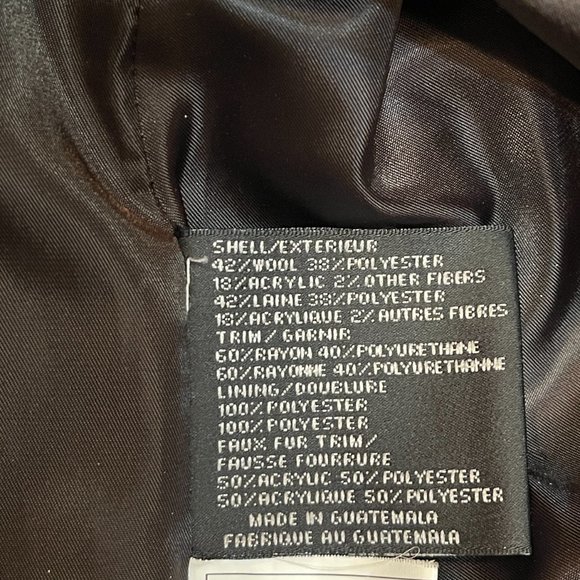 SHELL/EXTERIEUR
42%WOOL 38%POLYESTER
18%ACRYLIC 2%OTHER FIBERS
42%LAINE 38%POLYESTER
18%ACRYLIQUE 2%AUTRES FIBRES
TRIM/GARNIR
60%RAYON 40%POLYURETHANE
60%RAYONNE 40%POLYURETHANNE
LINING/DOUBLURE
100%POLYESTER
100%POLYESTER
FAUX FUR TRIM/
FAUSSE FOURRURE
50%ACRYLIC 50%POLYESTER
50%ACRYLIQUE 50%POLYESTER
MADE IN GUATEMALA
FABRIQUE AU GUATEMALA